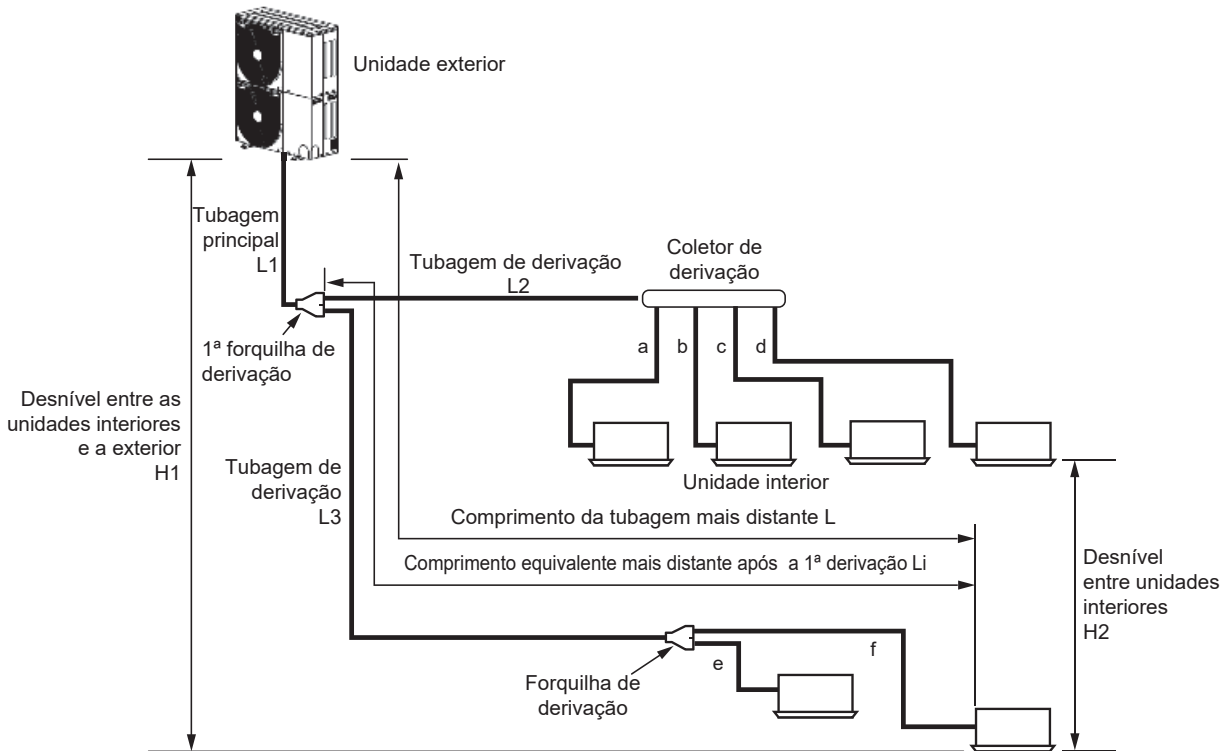 Unidade exterior
Tubagem
principal
L1
Tubagem de derivação
L2
Coletor de
derivação
a
b
c
d
1ª forquilha de
derivação
Desnível entre as
unidades interiores
e a exterior
H1
Tubagem de
derivação
L3
Unidade interior
Comprimento da tubagem mais distante L
Comprimento equivalente mais distante após a 1ª derivação Li
Desnível
entre unidades
interiores
H2
e
f
Forquilha de
derivação